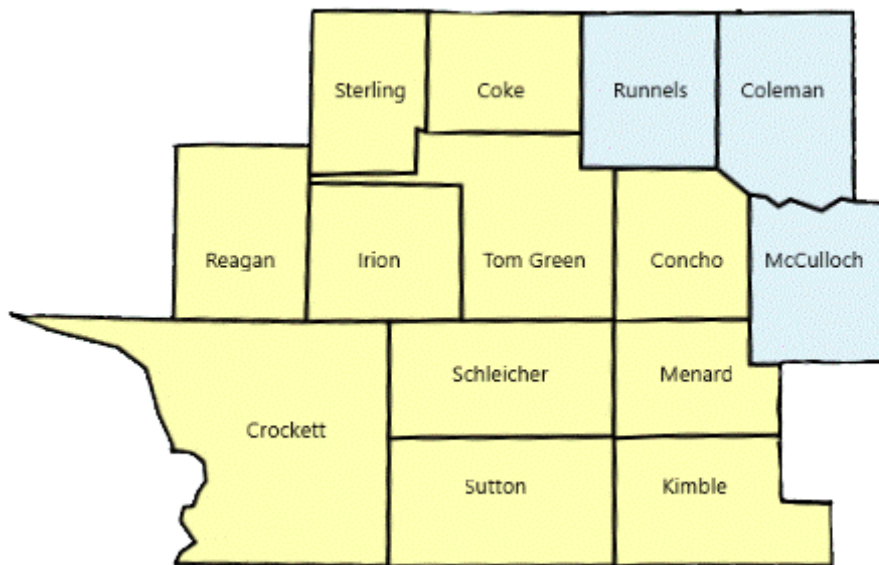 Sterling
Coke
Runnels
Coleman
Reagan
Irion
Tom Green
Concho
McCulloch
Schleicher
Menard
Crockett
Sutton
Kimble